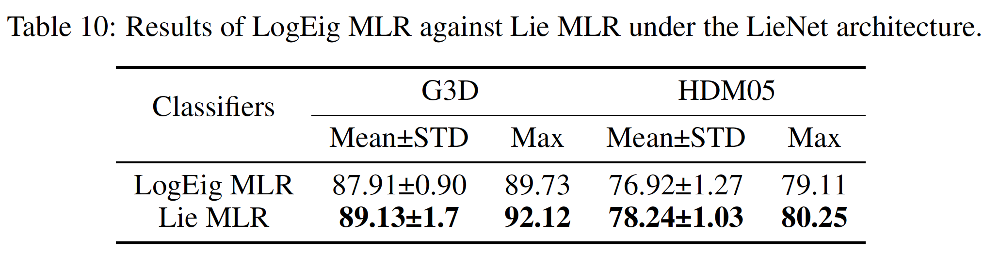 Table 10: Results of LogEig MLR against Lie MLR under the LieNet architecture.
Classifiers G3D HDM05
Mean±STD Max Mean±STD Max
LogEig MLR 87.91±0.90 89.73 76.92±1.27 79.11
Lie MLR 89.13±1.7 92.12 78.24±1.03 80.25